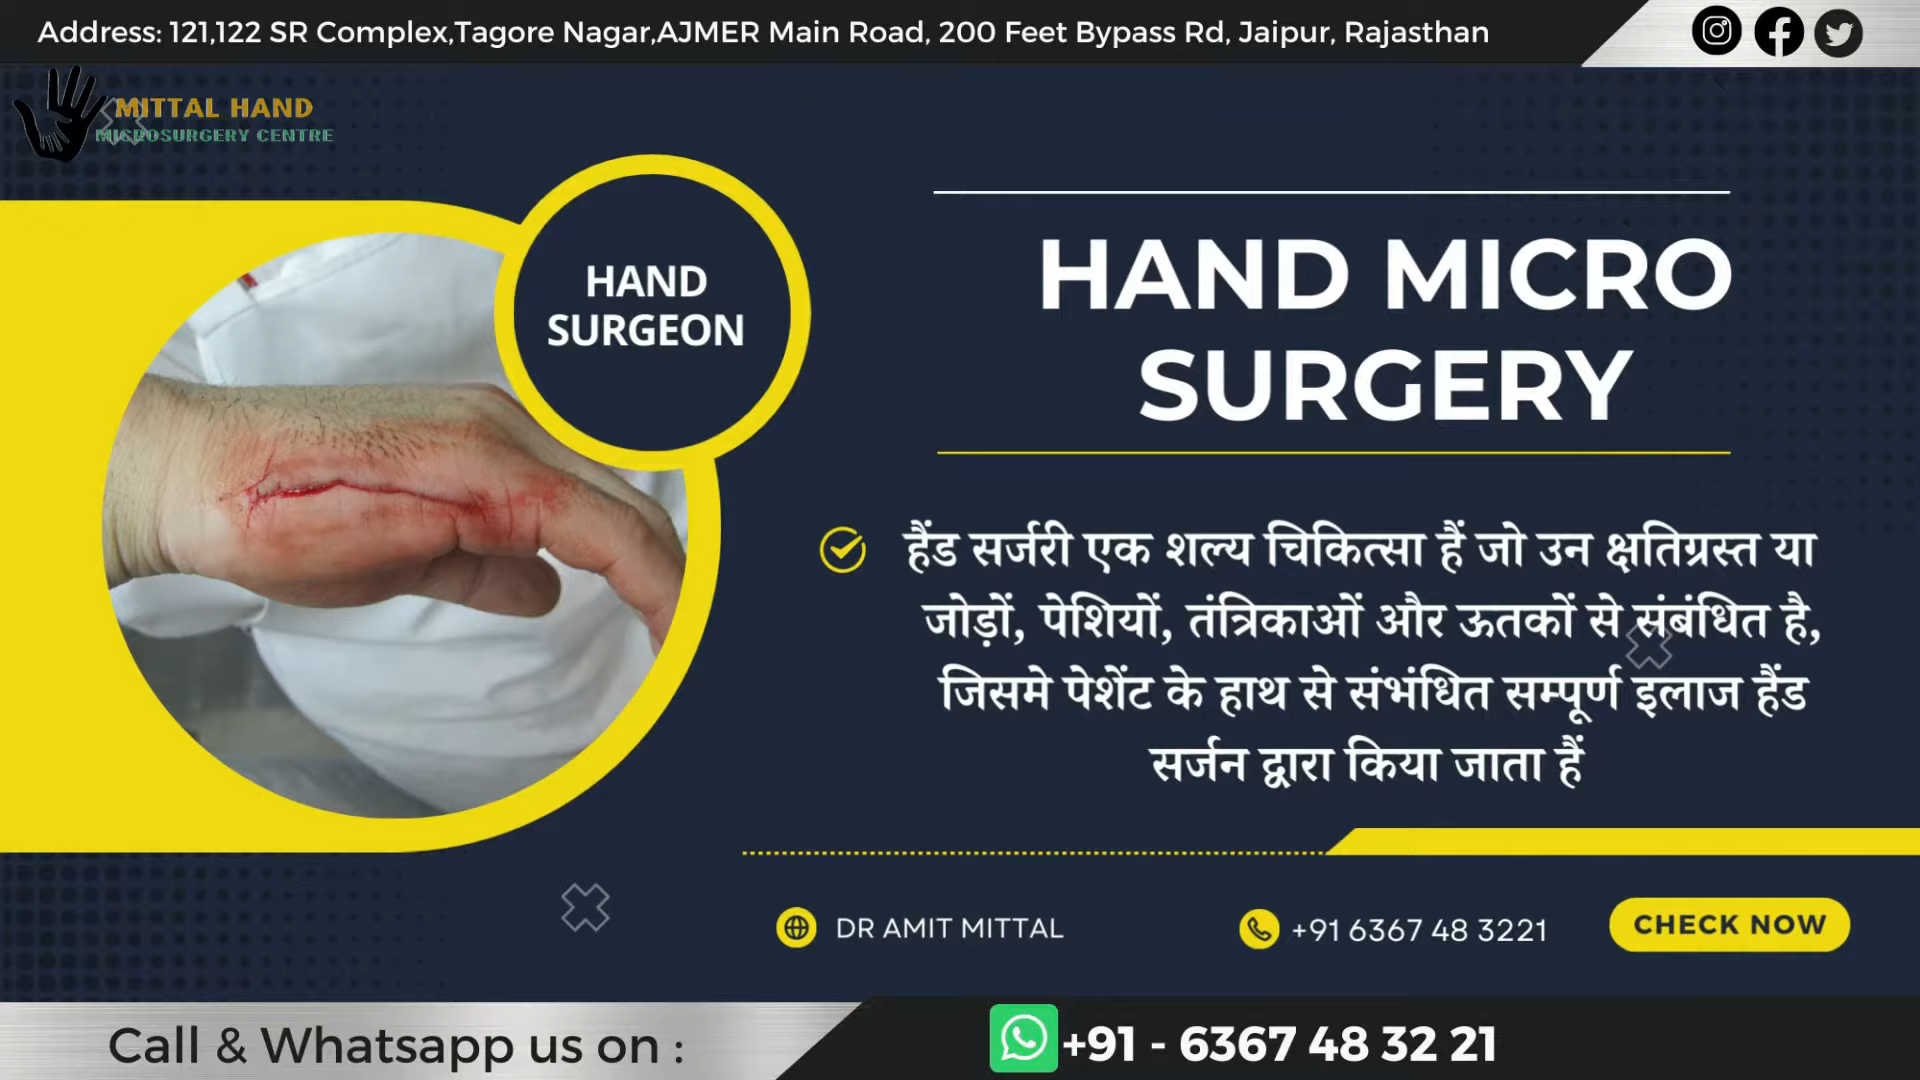 Address: 121,122 SR Complex,Tagore Nagar,AJMER Main Road, 200 Feet Bypass Rd, Jaipur, Rajasthan
MITTAL HAND
MICROSURGERY CENTRE
HAND
SURGEON
HAND MICRO
SURGERY
हैंड सर्जरी एक शल्य चिकित्सा हैं जो उन क्षतिग्रस्त या
जोड़ों, पेशियों, तंत्रिकाओं और ऊतकों से संबंधित है,
जिसमे पेशेंट के हाथ से संभंधित सम्पूर्ण इलाज हैंड
सर्जन द्वारा किया जाता हैं
DR AMIT MITTAL
+91 6367 48 3221
CHECK NOW
Call & Whatsapp us on :
+91 - 6367 48 32 21